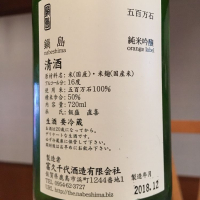 鍋島
nabeshima
清酒
五百万石
純米吟醸
orange label
原材料名:米(国産)・米麹(国産米)
アルコール分:16度
使用米:五百万石100%
精米歩合:50%
内容量:720ml
杜氏:飯盛 直喜
生酒 要冷蔵
製造者
富久千代酒造有限会社
製造年月
2018.12